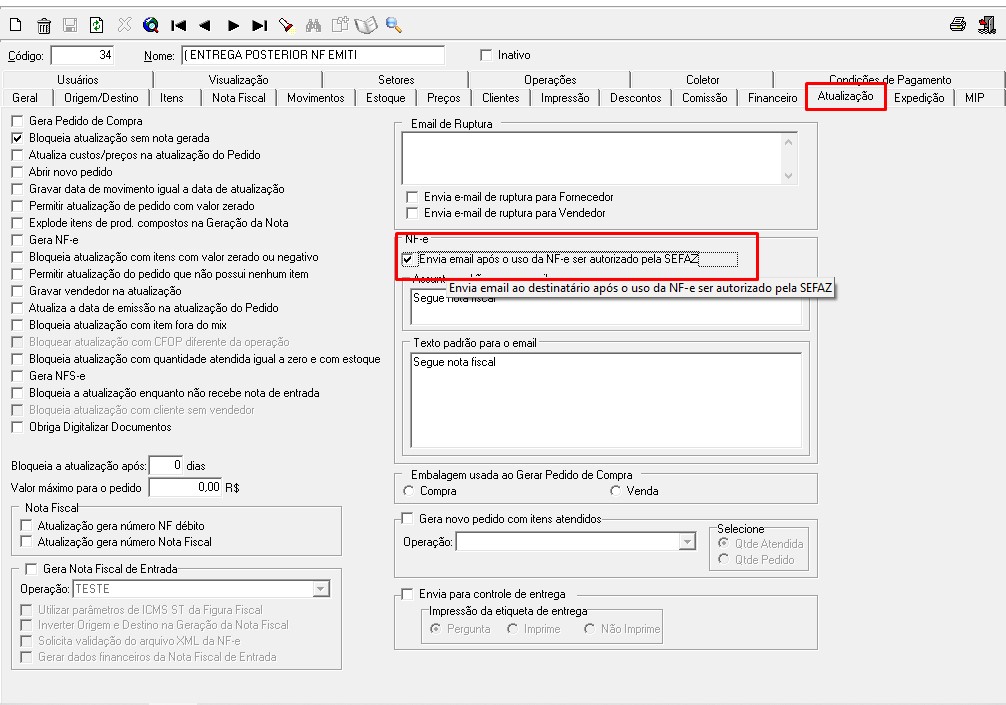 Código: 34 Nome: ( ENTREGA POSTERIOR NF EMITI Inativo
Usuários Visualização Setores Operações Coletor Condições de Pagamento
Geral Origem/Destino Itens Nota Fiscal Movimentos Estoque Preços Clientes Impressão Descontos Comissão Financeiro Atualização Expedição MIP
Gera Pedido de Compra
Bloqueia atualização sem nota gerada
Atualiza custos/preços na atualização do Pedido
Abrir novo pedido
Gravar data de movimento igual a data de atualização
Permitir atualização de pedido com valor zerado
Explode itens de prod. compostos na Geração da Nota
Gera NF-e
Bloqueia atualização com itens com valor zerado ou negativo
Permitir atualização do pedido que não possui nenhum item
Gravar vendedor na atualização
Atualiza a data de emissão na atualização do Pedido
Bloqueia atualização com item fora do mix
Bloquear atualização com CFOP diferente da operação
Bloqueia atualização com quantidade atendida igual a zero e com estoque
Gera NFS-e
Bloqueia a atualização enquanto não recebe nota de entrada
Bloqueia atualização com cliente sem vendedor
Obriga Digitalizar Documentos
Bloqueia a atualização após: 0 dias
Valor máximo para o pedido 0,00 R$
Nota Fiscal
Atualização gera número NF débito
Atualização gera número Nota Fiscal
Gera Nota Fiscal de Entrada
Operação: TESTE
Utilizar parâmetros de ICMS ST da Figura Fiscal
Inverter Origem e Destino na Geração da Nota Fiscal
Solicita validação do arquivo XML da NF-e
Gerar dados financeiros da Nota Fiscal de Entrada
Email de Ruptura
Envia e-mail de ruptura para Fornecedor
Envia e-mail de ruptura para Vendedor
NF-e
Envia email após o uso da NF-e ser autorizado pela SEFAZ
Envia email ao destinatário após o uso da NF-e ser autorizado pela SEFAZ
Segue nota fiscal
Texto padrão para o email
Segue nota fiscal
Embalagem usada ao Gerar Pedido de Compra
Compra Venda
Gera novo pedido com itens atendidos
Operação:
Selecione
Qtde Atendida
Qtde Pedido
Envia para controle de entrega
Impressão da etiqueta de entrega
Pergunta Imprime Não Imprime